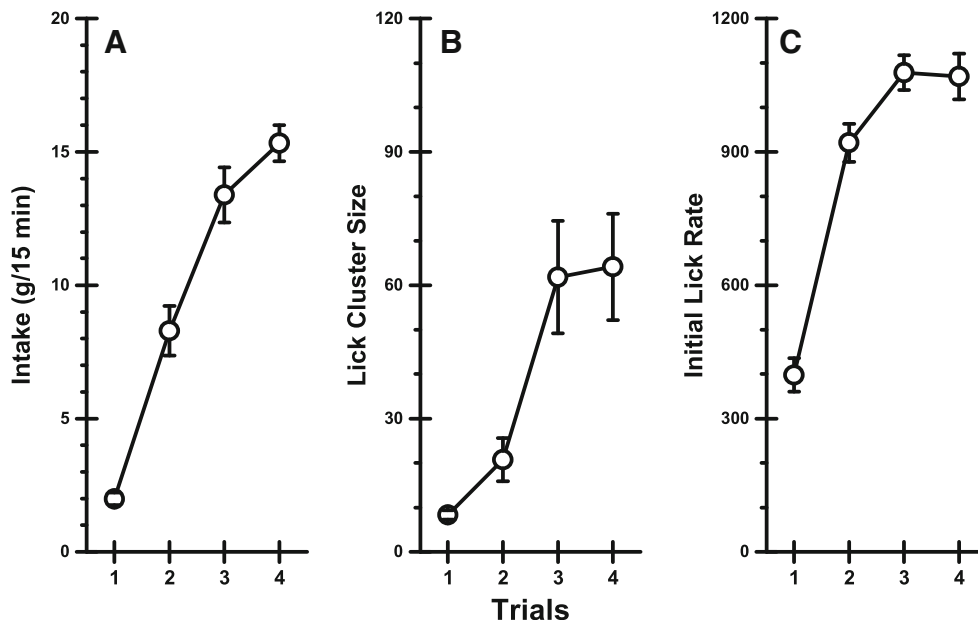 A
Intake (g/15 min)
20
15
10
5
0
1 2 3 4
B
Lick Cluster Size
120
90
60
30
0
1 2 3 4
Trials
C
Initial Lick Rate
1200
900
600
300
0
1 2 3 4